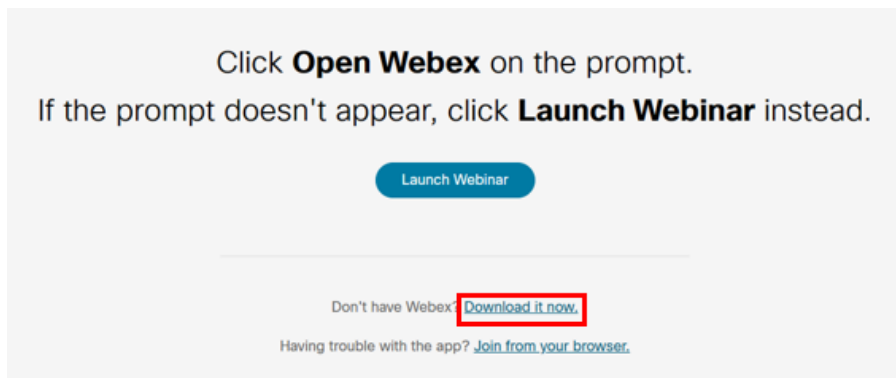 Click Open Webex on the prompt.
If the prompt doesn't appear, click Launch Webinar instead.
Launch Webinar
Don't have Webex? Download it now.
Having trouble with the app? Join from your browser.